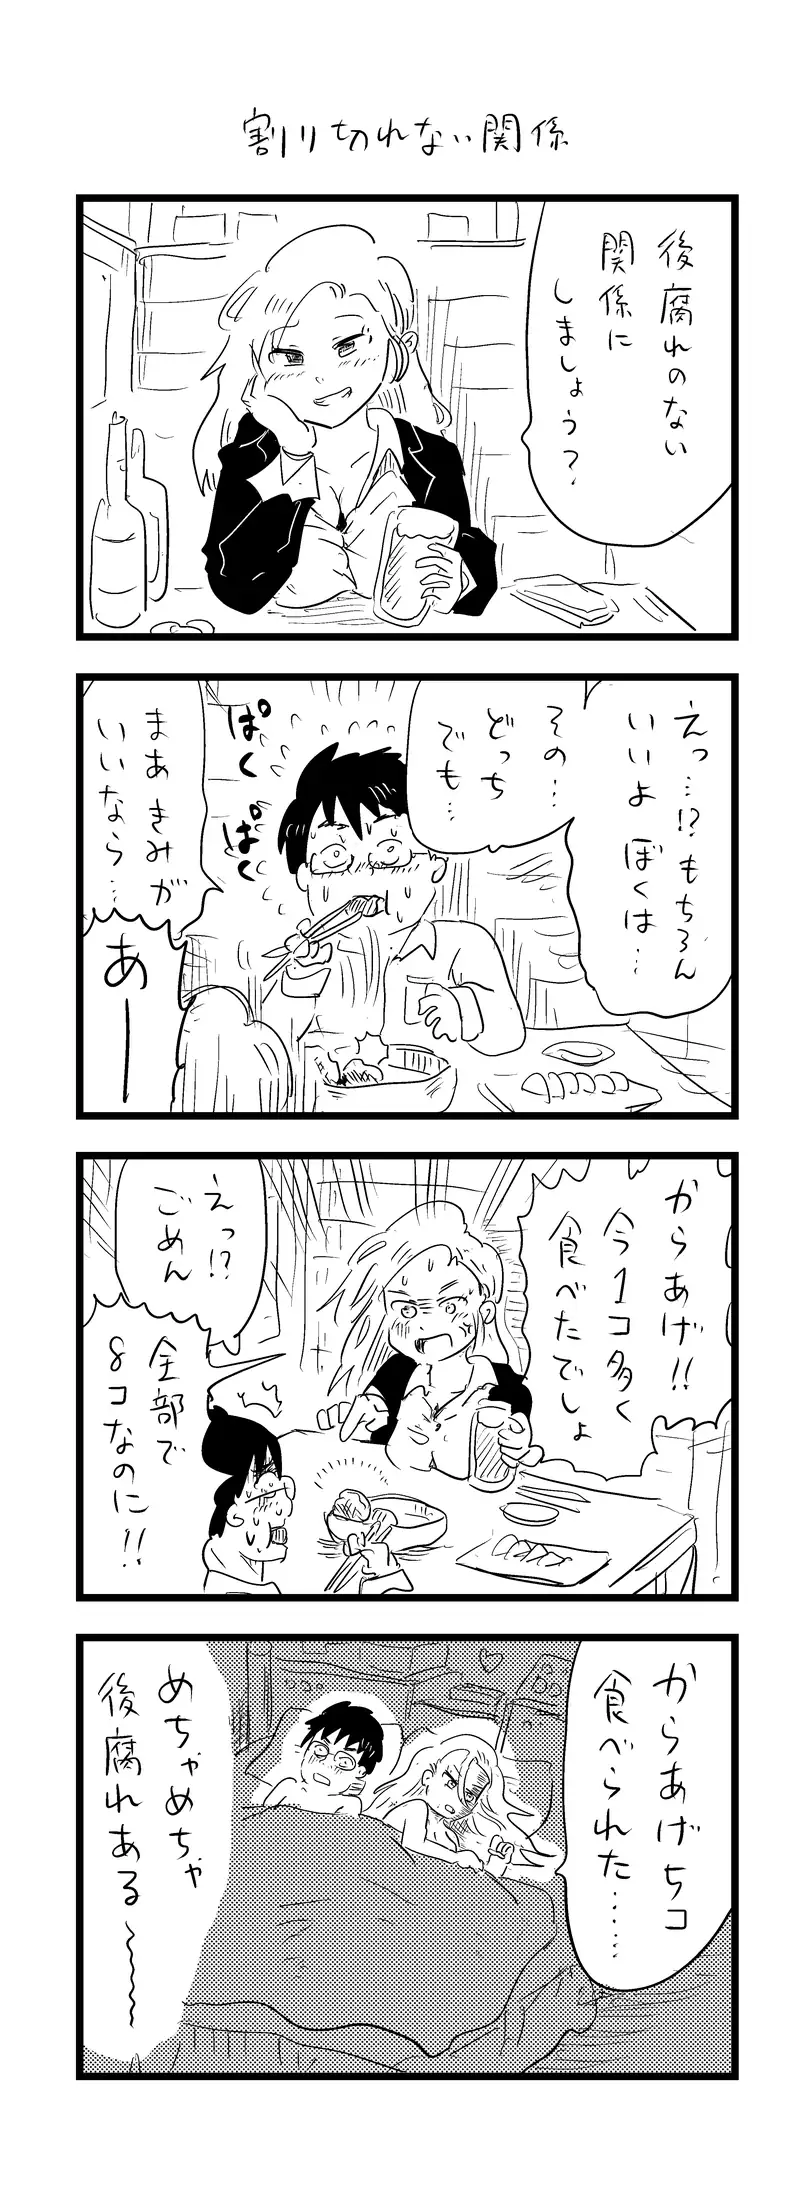 割り切れない関係
後腐れのない
関係に
しましょう？
えっ…!?もちろん
いいよ ぼくは…
その…
どっち
でも…
ぱく
ぱく
まあきみが
いいなら…
あーー
からあげ!!
今1コ多く
食べたでしょ
えっ!?
ごめん
全部で
8コなのに!!
からあげ5コ
食べられた……
めちゃめちゃ
後腐れある〜〜〜